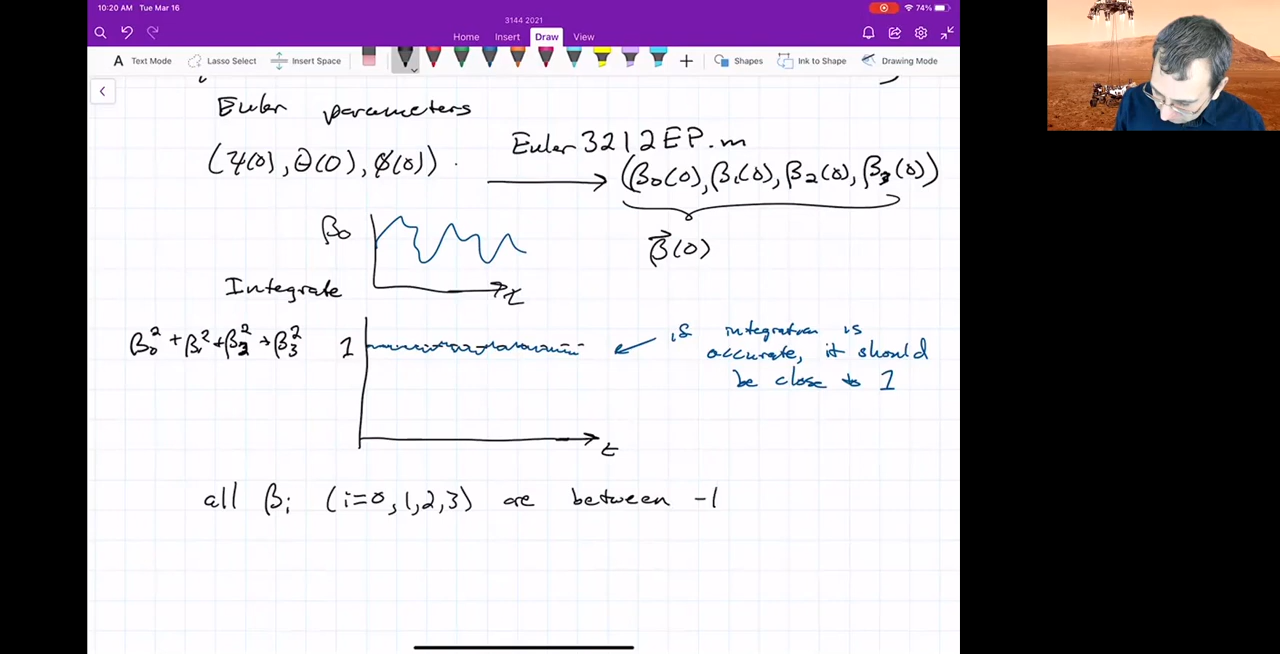 10:20 AM Tue Mar 16
74%
3144 2021
Home Insert Draw View
A Text Mode Lasso Select Insert Space Shapes Ink to Shape Drawing Mode
Euler parameters
Euler3212EP.m
(ψ(0), θ(0), ϕ(0)) → (β₀(0), β₁(0), β₂(0), β₃(0))
β₀
β⃗(0)
Integrate
t
β₀² + β₁² + β₂² + β₃²
1
if integration is
accurate, it should
be close to 1
t
all βᵢ (i=0,1,2,3) are between -1